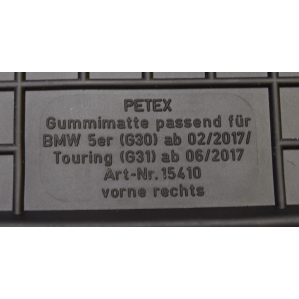 PETEX
Gummimatte passend für
BMW 5er (G30) ab 02/2017/
Touring (G31) ab 06/2017
Art-Nr. 15410
vorne rechts